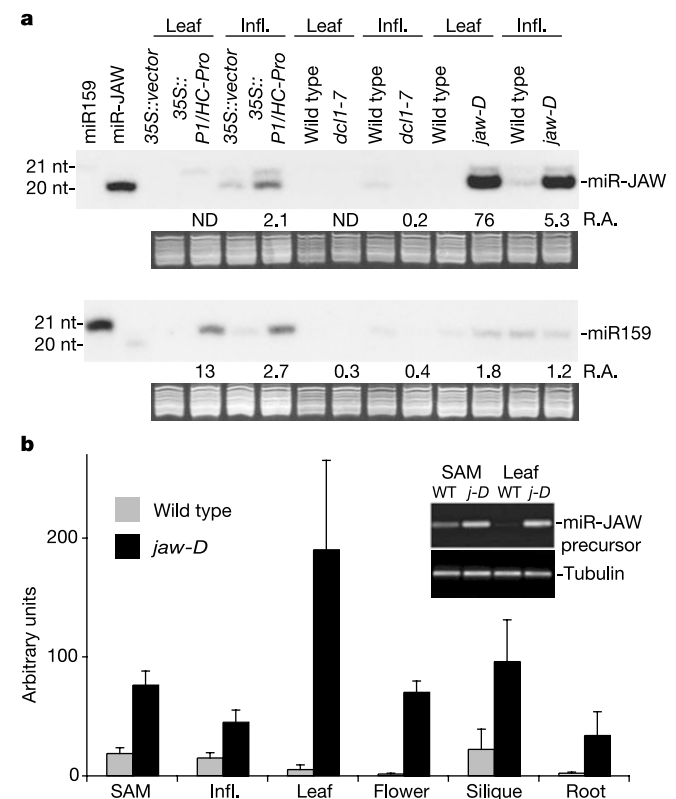 a
Leaf Infl. Leaf Infl. Leaf Infl.
miR159
miR-JAW
35S::vector
35S::
P1/HC-Pro
35S::vector
35S::
P1/HC-Pro
Wild type
dcl1-7
Wild type
dcl1-7
Wild type
jaw-D
Wild type
jaw-D
21 nt-
20 nt-
-miR-JAW
ND 2.1 ND 0.2 76 5.3 R.A.
21 nt-
20 nt-
-miR159
13 2.7 0.3 0.4 1.8 1.2 R.A.
b
Wild type
jaw-D
SAM Leaf
WT j-D WT j-D
-miR-JAW
precursor
-Tubulin
Arbitrary units
200
100
0
SAM Infl. Leaf Flower Silique Root